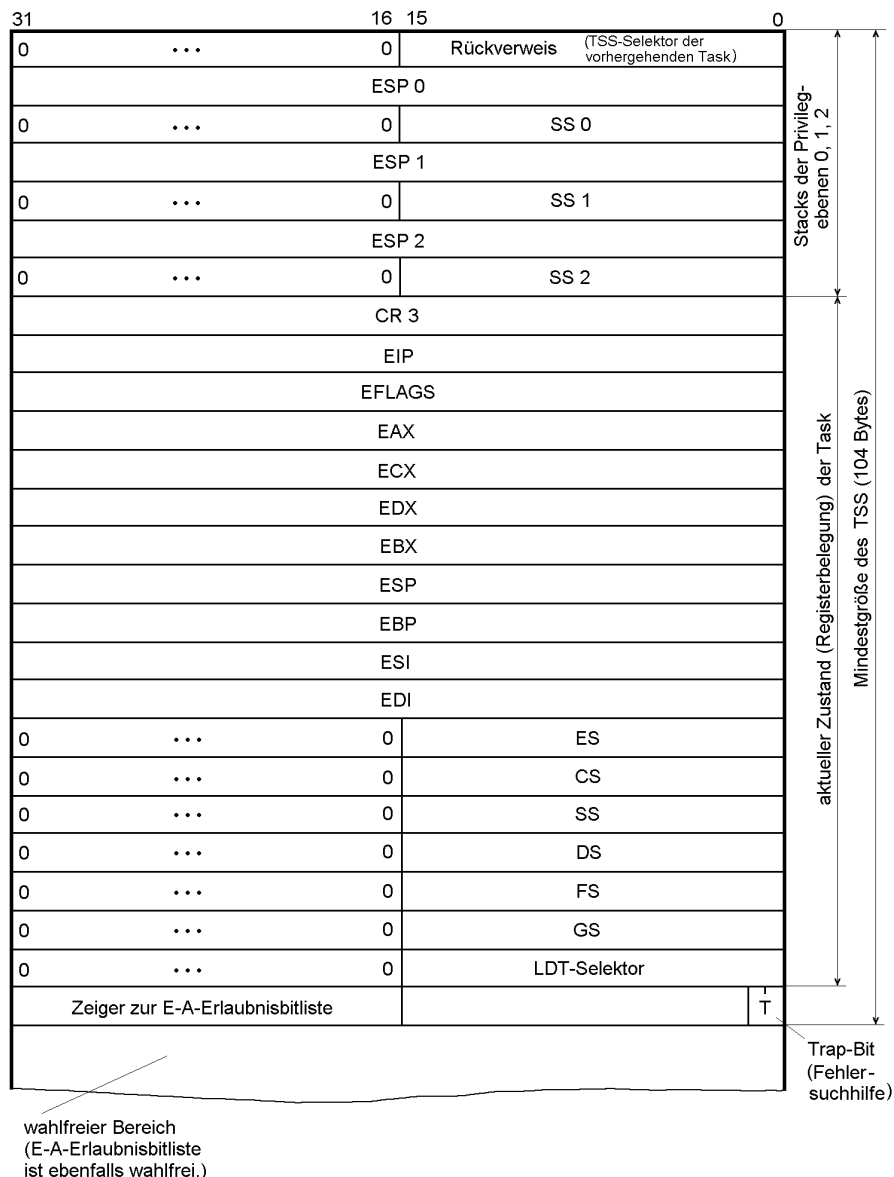 31 16 15 0
0 ... 0 Rückverweis (TSS-Selektor der
vorhergehenden Task)
ESP 0
0 ... 0 SS 0
ESP 1
0 ... 0 SS 1
ESP 2
0 ... 0 SS 2
CR 3
EIP
EFLAGS
EAX
ECX
EDX
EBX
ESP
EBP
ESI
EDI
0 ... 0 ES
0 ... 0 CS
0 ... 0 SS
0 ... 0 DS
0 ... 0 FS
0 ... 0 GS
0 ... 0 LDT-Selektor
Zeiger zur E-A-Erlaubnisbitliste T
Stacks der Privileg-
ebenen 0, 1, 2
aktueller Zustand (Registerbelegung) der Task
Mindestgröße des TSS (104 Bytes)
Trap-Bit
(Fehler-
suchhilfe)
wahlfreier Bereich
(E-A-Erlaubnisbitliste
ist ebenfalls wahlfrei.)